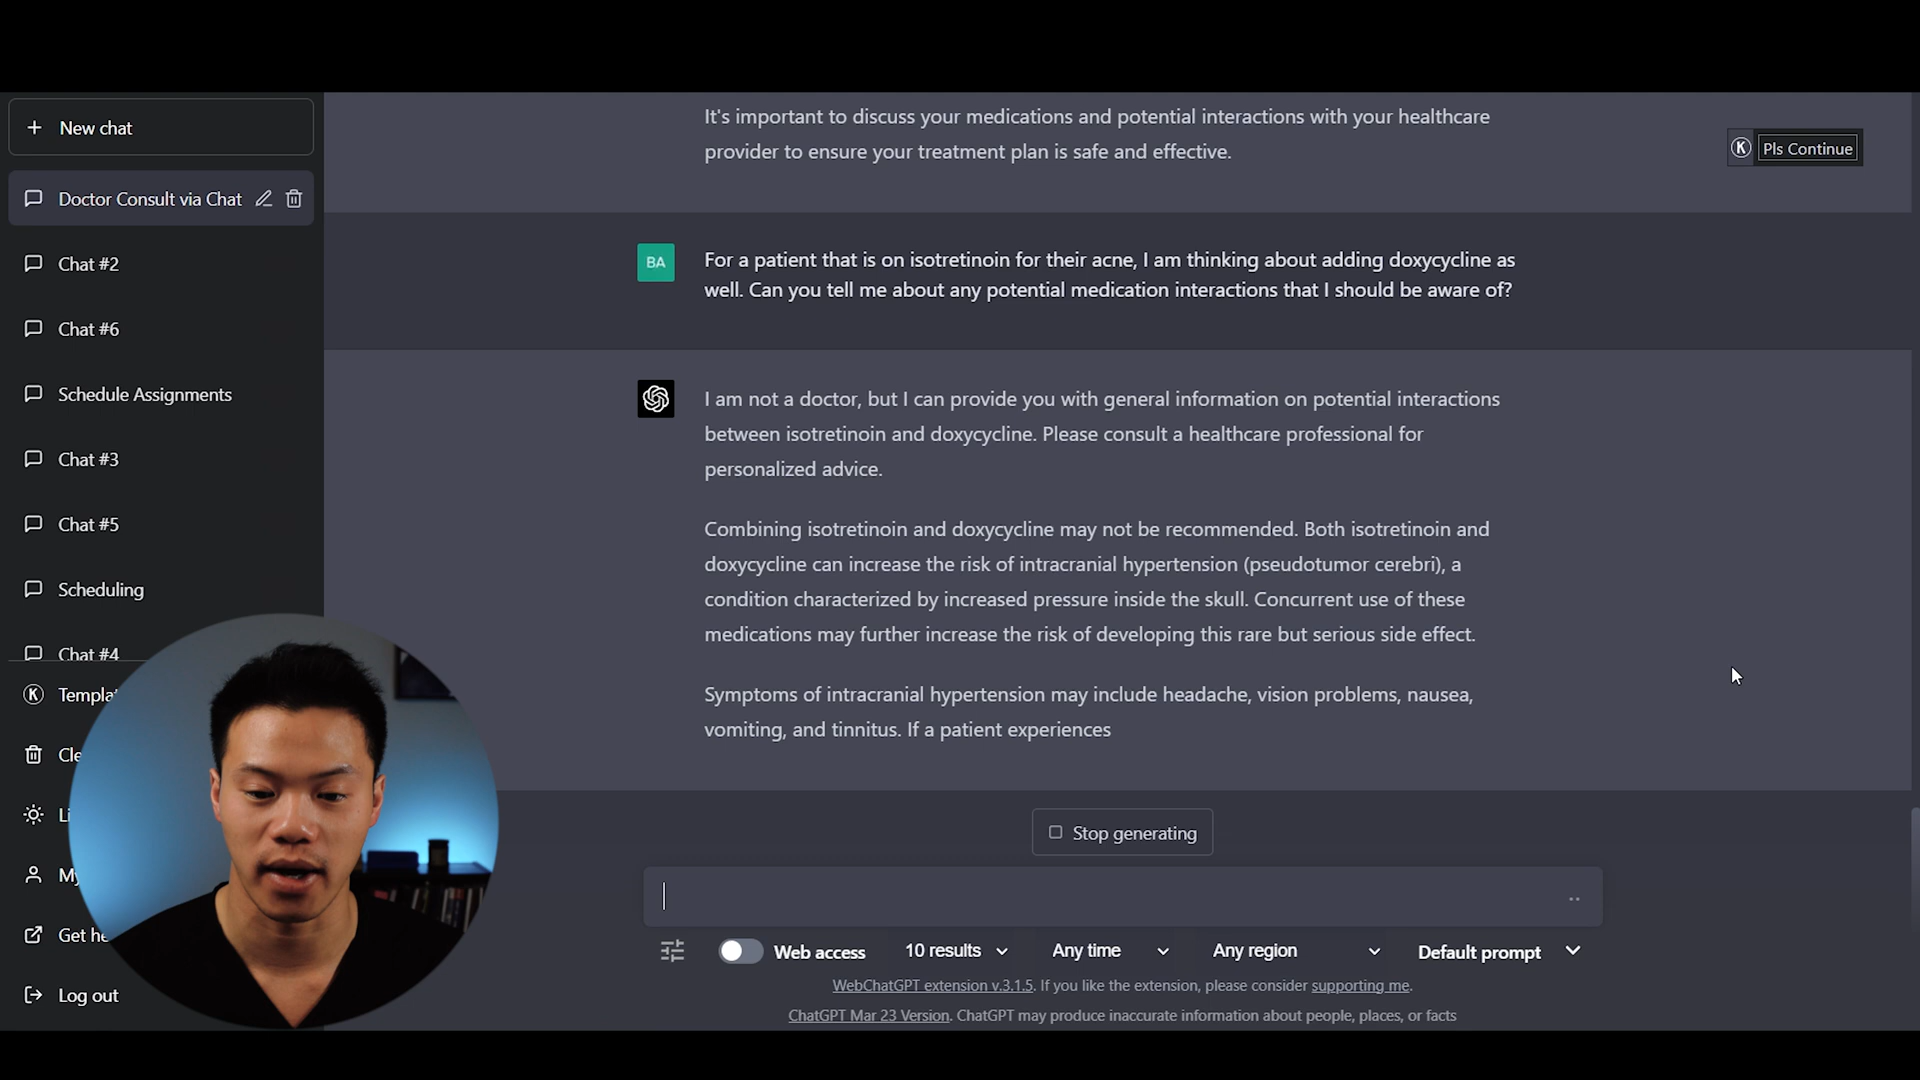 New chat
Doctor Consult via Chat
Chat #2
Chat #6
Schedule Assignments
Chat #3
Chat #5
Scheduling
Chat #4
Get
Log out
It's important to discuss your medications and potential interactions with your healthcare
provider to ensure your treatment plan is safe and effective.
K Pls Continue
BA
For a patient that is on isotretinoin for their acne, I am thinking about adding doxycycline as
well. Can you tell me about any potential medication interactions that I should be aware of?
I am not a doctor, but I can provide you with general information on potential interactions
between isotretinoin and doxycycline. Please consult a healthcare professional for
personalized advice.
Combining isotretinoin and doxycycline may not be recommended. Both isotretinoin and
doxycycline can increase the risk of intracranial hypertension (pseudotumor cerebri), a
condition characterized by increased pressure inside the skull. Concurrent use of these
medications may further increase the risk of developing this rare but serious side effect.
Symptoms of intracranial hypertension may include headache, vision problems, nausea,
vomiting, and tinnitus. If a patient experiences
Stop generating
Web access
10 results
Any time
Any region
Default prompt
WebChatGPT extension v.3.1.5. If you like the extension, please consider supporting me.
ChatGPT Mar 23 Version. ChatGPT may produce inaccurate information about people, places, or facts